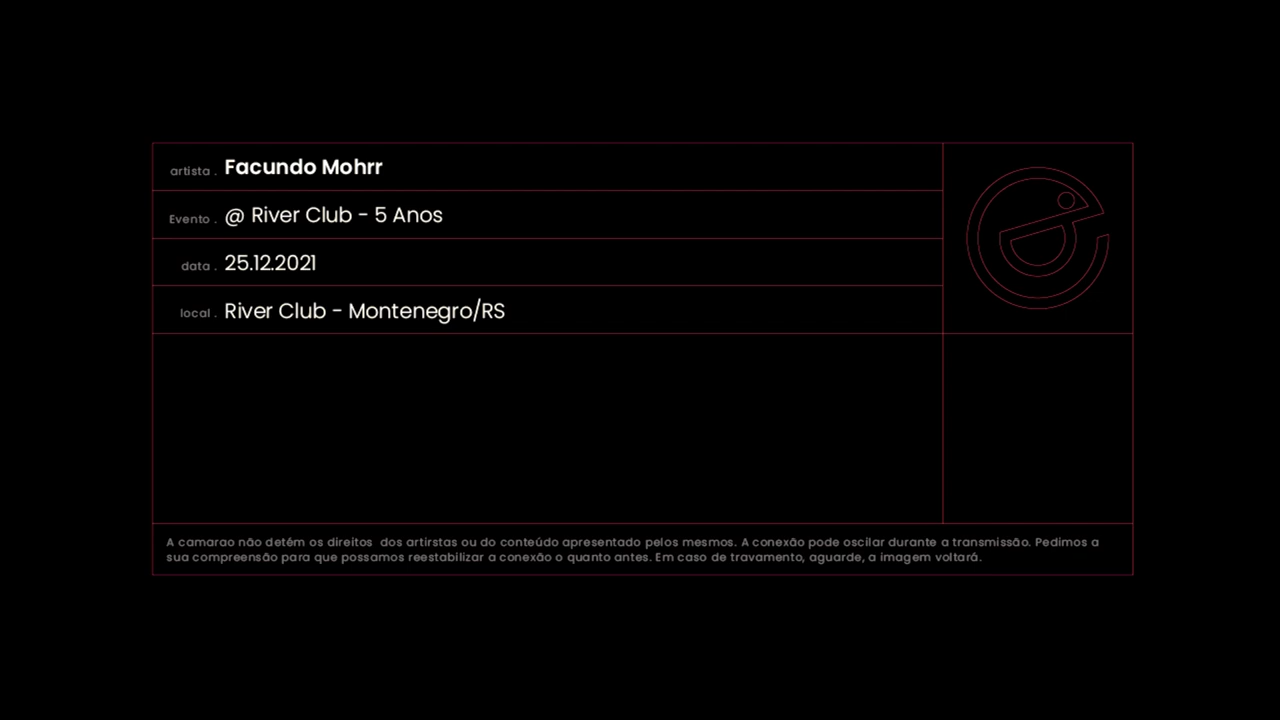 artista . Facundo Mohrr
Evento . @ River Club - 5 Anos
data . 25.12.2021
local . River Club - Montenegro/RS
A camarao não detêm os direitos dos artirstas ou do conteúdo apresentado pelos mesmos. A conexão pode oscilar durante a transmissão. Pedimos a
sua compreensão para que possamos reestabilizar a conexão o quanto antes. Em caso de travamento, aguarde, a imagem voltará.